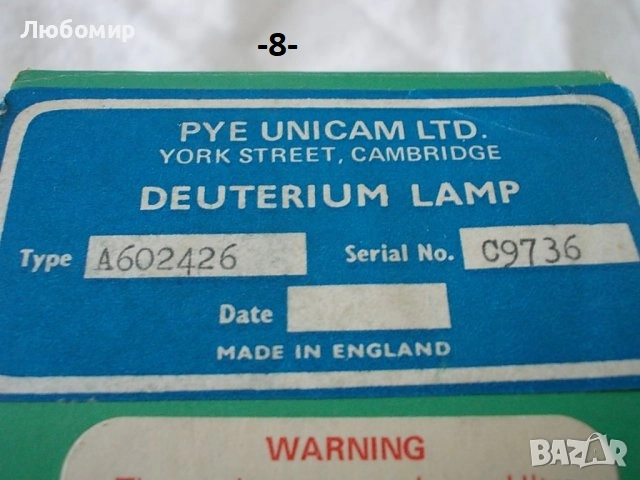 Любомир
-8-
PYE UNICAM LTD.
YORK STREET, CAMBRIDGE
DEUTERIUM LAMP
Type A602426 Serial No. C9736
Date
MADE IN ENGLAND
WARNING
BAZAR